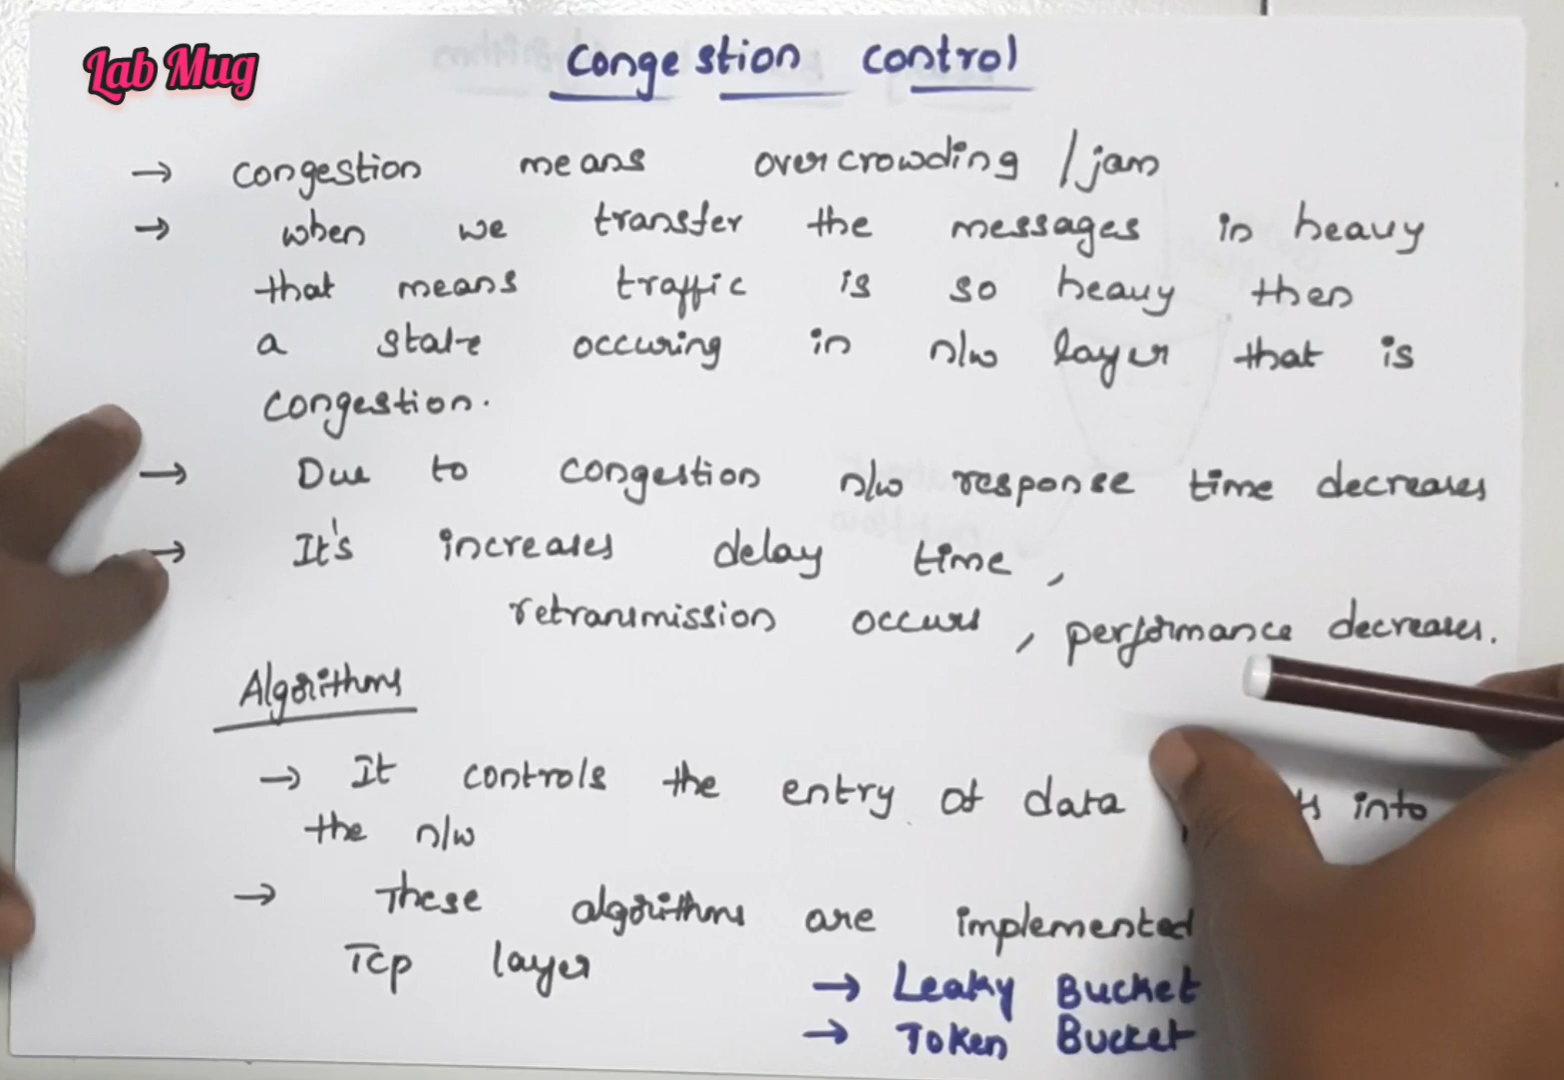 Lab Mug
congestion control
→ congestion means overcrowding / jam
→ when we transfer the messages in heavy
that means traffic is so heavy then
a state occuring in n/w layer that is
congestion.
→ Due to congestion n/w response time decreases
→ It's increases delay time,
retransmission occurs, performance decreases.
Algorithms
→ It controls the entry of data into
the n/w
→ These algorithms are implemented
Tcp layer
→ Leaky Bucket
→ Token Bucket